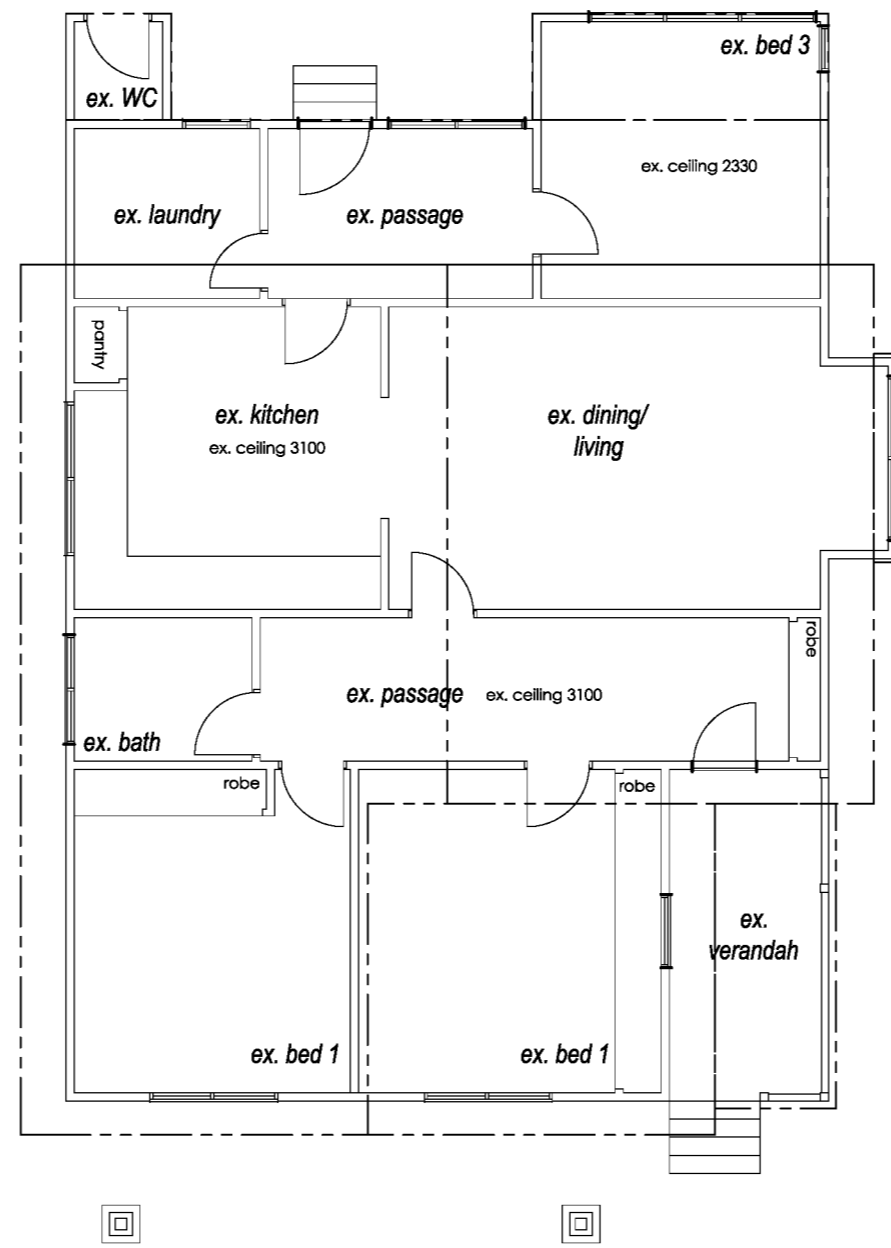 ex. bed 3
ex. WC
ex. ceiling 2330
ex. laundry
ex. passage
pantry
ex. kitchen
ex. ceiling 3100
ex. dining/
living
robe
ex. passage
ex. ceiling 3100
ex. bath
robe
robe
ex.
verandah
ex. bed 1
ex. bed 1